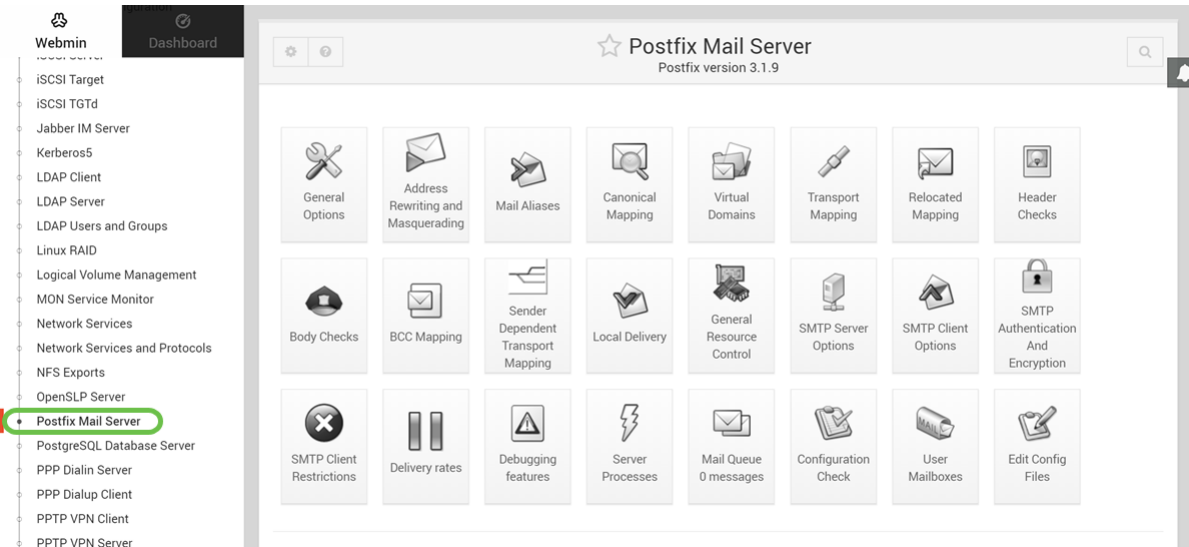 Webmin
Dashboard
iSCSI Target
iSCSI TGTd
Jabber IM Server
Kerberos5
LDAP Client
LDAP Server
LDAP Users and Groups
Linux RAID
Logical Volume Management
MON Service Monitor
Network Services
Network Services and Protocols
NFS Exports
OpenSLP Server
Postfix Mail Server
PostgreSQL Database Server
PPP Dialin Server
PPP Dialup Client
PPTP VPN Client
PPTP VPN Server
Postfix Mail Server
Postfix version 3.1.9
General
Options
Address
Rewriting and
Masquerading
Mail Aliases
Canonical
Mapping
Virtual
Domains
Transport
Mapping
Relocated
Mapping
Header
Checks
Body Checks
BCC Mapping
Sender
Dependent
Transport
Mapping
Local Delivery
General
Resource
Control
SMTP Server
Options
SMTP Client
Options
SMTP
Authentication
And
Encryption
SMTP Client
Restrictions
Delivery rates
Debugging
features
Server
Processes
Mail Queue
0 messages
Configuration
Check
MAIL
User
Mailboxes
Edit Config
Files